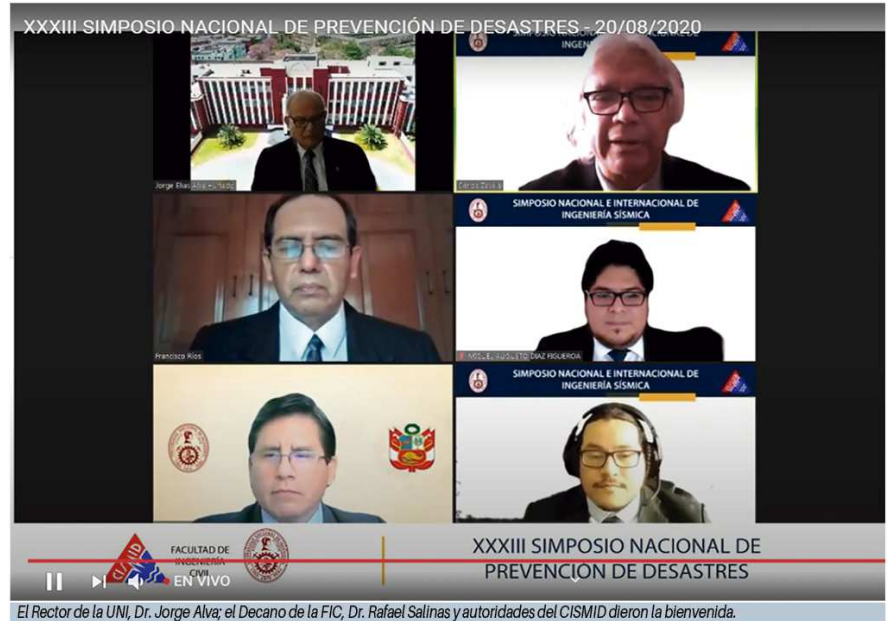 XXXIII SIMPOSIO NACIONAL DE PREVENCIÓN DE DESASTRES - 20/08/2020
Jorge Elias Alva Hurtado
Carlos Zavala
SIMPOSIO NACIONAL E INTERNACIONAL DE
INGENIERÍA SÍSMICA
Francisco Ríos
MIGUEL AUGUSTO DIAZ FIGUEROA
SIMPOSIO NACIONAL E INTERNACIONAL DE
INGENIERÍA SÍSMICA
CISMID
FACULTAD DE
INGENIERÍA
CIVIL
EN VIVO
XXXIII SIMPOSIO NACIONAL DE
PREVENCIÓN DE DESASTRES
El Rector de la UNI, Dr. Jorge Alva; el Decano de la FIC, Dr. Rafael Salinas y autoridades del CISMID dieron la bienvenida.